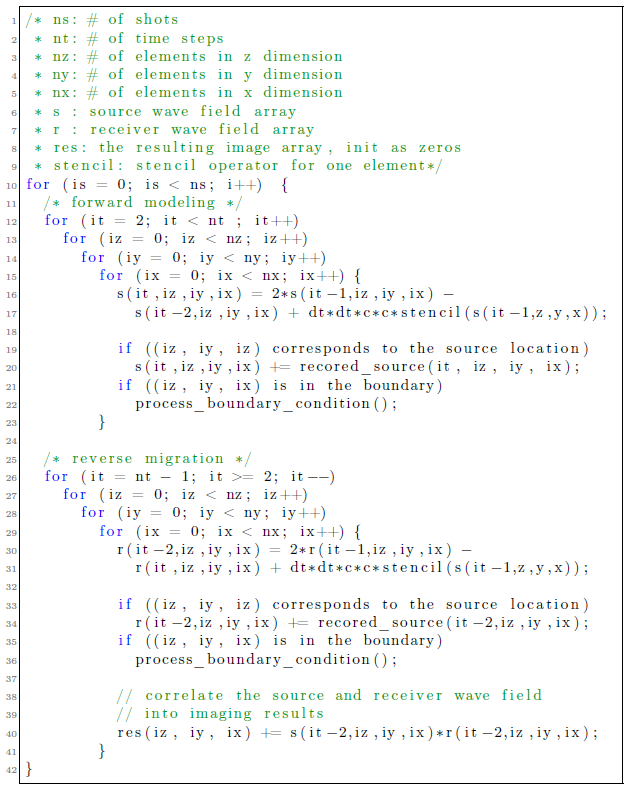 1 /* ns: # of shots
2 * nt: # of time steps
3 * nz: # of elements in z dimension
4 * ny: # of elements in y dimension
5 * nx: # of elements in x dimension
6 * s : source wave field array
7 * r : receiver wave field array
8 * res: the resulting image array, init as zeros
9 * stencil: stencil operator for one element*/
10 for (is = 0; is < ns; i++) {
11 /* forward modeling */
12 for (it = 2; it < nt ; it++)
13 for (iz = 0; iz < nz; iz++)
14 for (iy = 0; iy < ny; iy++)
15 for (ix = 0; ix < nx; ix++) {
16 s(it,iz,iy,ix) = 2*s(it-1,iz,iy,ix) -
17 s(it-2,iz,iy,ix) + dt*dt*c*c*stencil(s(it-1,z,y,x));
18
19 if ((iz, iy, iz) corresponds to the source location)
20 s(it,iz,iy,ix) += recored_source(it, iz, iy, ix);
21 if ((iz, iy, ix) is in the boundary)
22 process_boundary_condition();
23 }
24
25 /* reverse migration */
26 for (it = nt - 1; it >= 2; it--)
27 for (iz = 0; iz < nz; iz++)
28 for (iy = 0; iy < ny; iy++)
29 for (ix = 0; ix < nx; ix++) {
30 r(it-2,iz,iy,ix) = 2*r(it-1,iz,iy,ix) -
31 r(it,iz,iy,ix) + dt*dt*c*c*stencil(s(it-1,z,y,x));
32
33 if ((iz, iy, iz) corresponds to the source location)
34 r(it-2,iz,iy,ix) += recored_source(it-2,iz,iy,ix);
35 if ((iz, iy, ix) is in the boundary)
36 process_boundary_condition();
37
38 // correlate the source and receiver wave field
39 // into imaging results
40 res(iz, iy, ix) += s(it-2,iz,iy,ix)*r(it-2,iz,iy,ix);
41 }
42 }